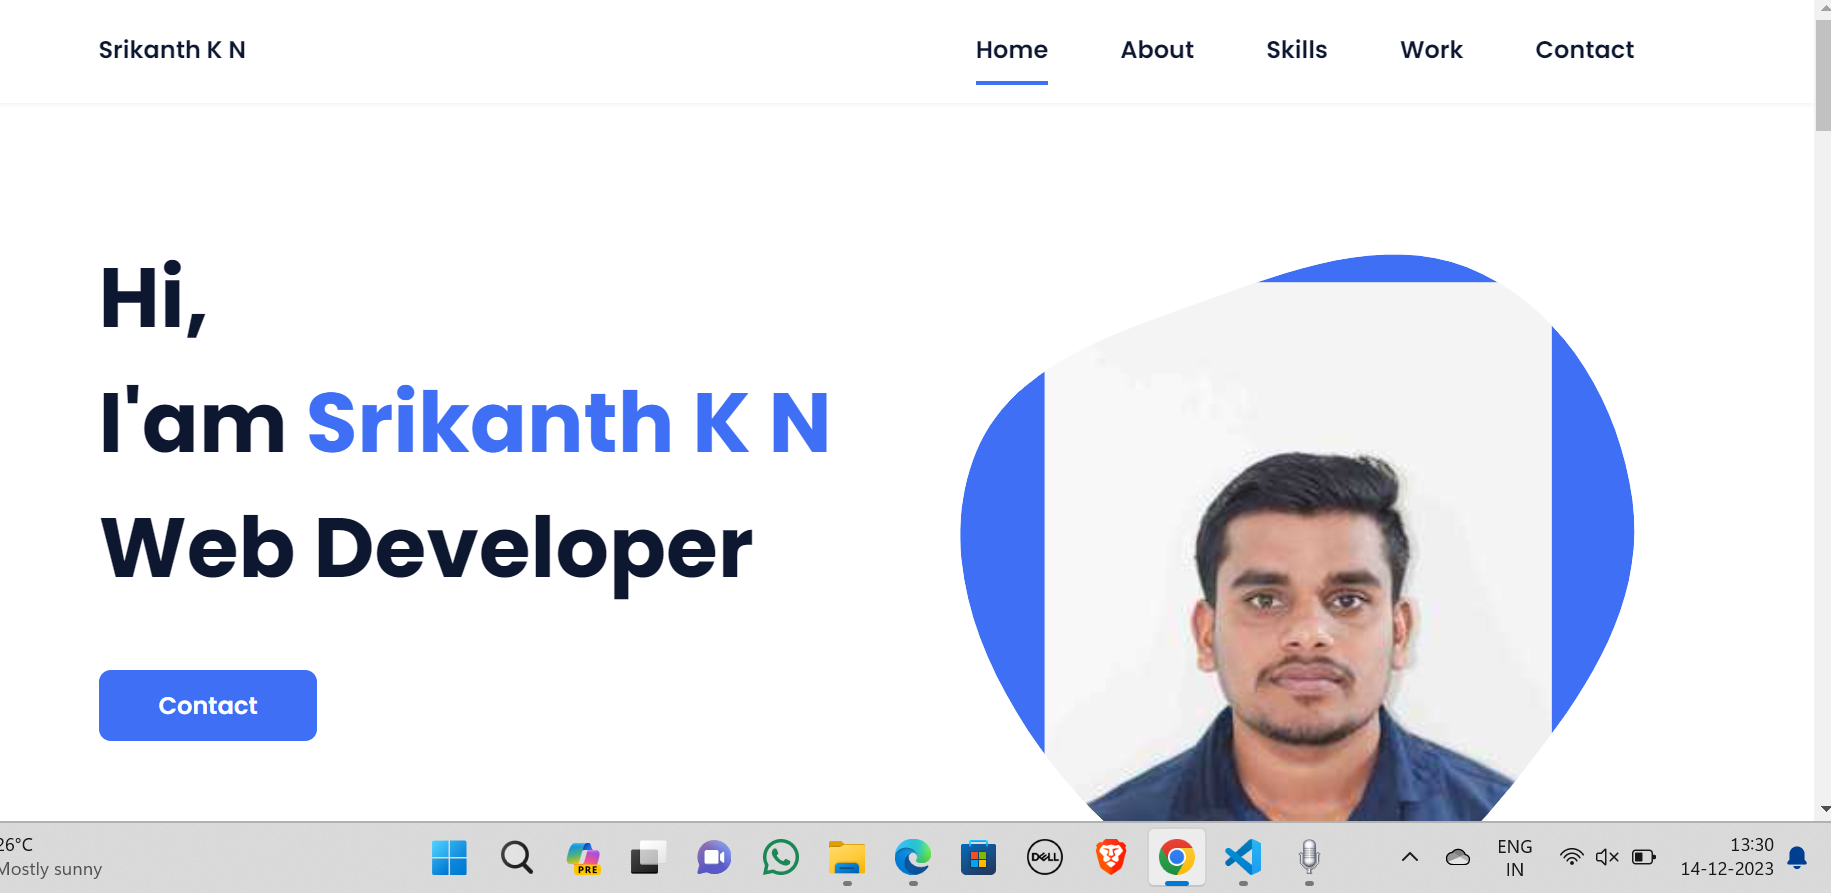 Srikanth K N
Home About Skills Work Contact
Hi,
I'am Srikanth K N
Web Developer
Contact
26°C
Mostly sunny
PRE
DELL
ENG
IN
13:30
14-12-2023